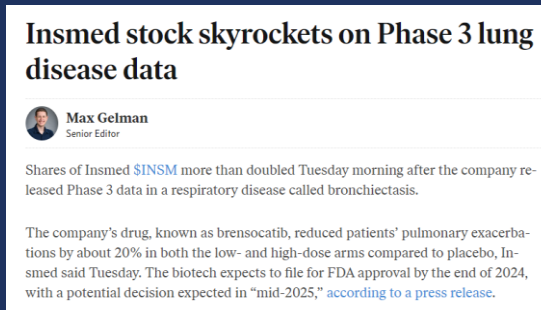 Insmed stock skyrockets on Phase 3 lung
disease data
Max Gelman
Senior Editor
Shares of Insmed $INSM more than doubled Tuesday morning after the company re-
leased Phase 3 data in a respiratory disease called bronchiectasis.
The company’s drug, known as brensocatib, reduced patients’ pulmonary exacerba-
tions by about 20% in both the low- and high-dose arms compared to placebo, In-
smed said Tuesday. The biotech expects to file for FDA approval by the end of 2024,
with a potential decision expected in “mid-2025,” according to a press release.